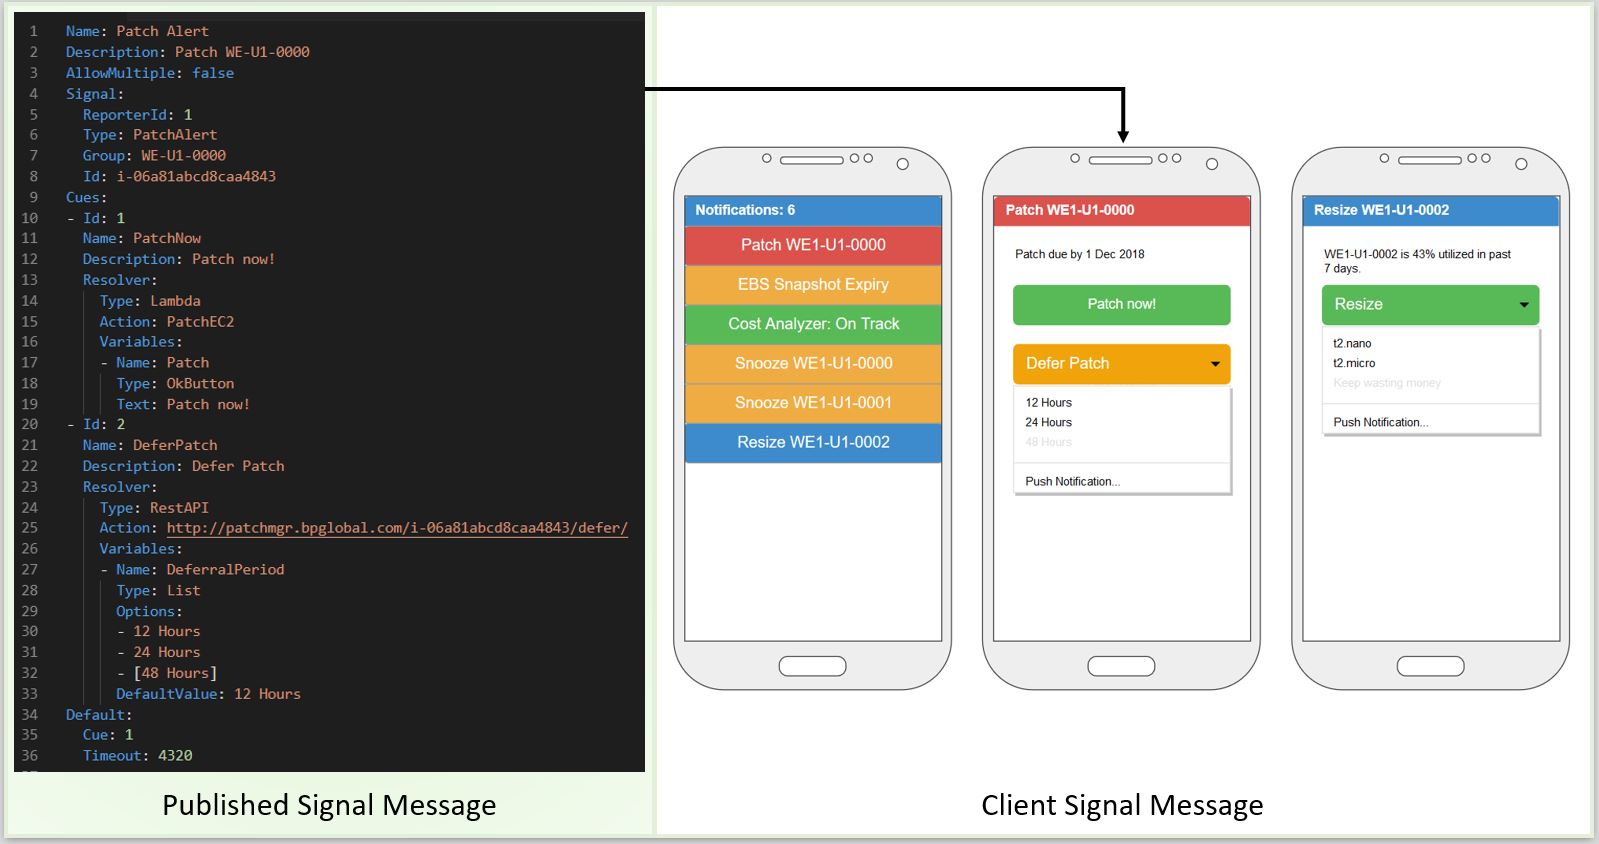 1 Name: Patch Alert
2 Description: Patch WE-U1-0000
3 AllowMultiple: false
4 Signal:
5 ReporterId: 1
6 Type: PatchAlert
7 Group: WE-U1-0000
8 Id: i-06a81abcd8caa4843
9 Cues:
10 - Id: 1
11 Name: PatchNow
12 Description: Patch now!
13 Resolver:
14 Type: Lambda
15 Action: PatchEC2
16 Variables:
17 - Name: Patch
18 Type: OkButton
19 Text: Patch now!
20 - Id: 2
21 Name: DeferPatch
22 Description: Defer Patch
23 Resolver:
24 Type: RestAPI
25 Action: http://patchmgr.bpglobal.com/i-06a81abcd8caa4843/defer/
26 Variables:
27 - Name: DeferralPeriod
28 Type: List
29 Options:
30 - 12 Hours
31 - 24 Hours
32 - [48 Hours]
33 DefaultValue: 12 Hours
34 Default:
35 Cue: 1
36 Timeout: 4320
Published Signal Message
Notifications: 6
Patch WE1-U1-0000
EBS Snapshot Expiry
Cost Analyzer: On Track
Snooze WE1-U1-0000
Snooze WE1-U1-0001
Resize WE1-U1-0002
Patch WE1-U1-0000
Patch due by 1 Dec 2018
Patch now!
Defer Patch
12 Hours
24 Hours
48 Hours
Push Notification...
Resize WE1-U1-0002
WE1-U1-0002 is 43% utilized in past
7 days.
Resize
t2.nano
t2.micro
Keep wasting money
Push Notification...
Client Signal Message